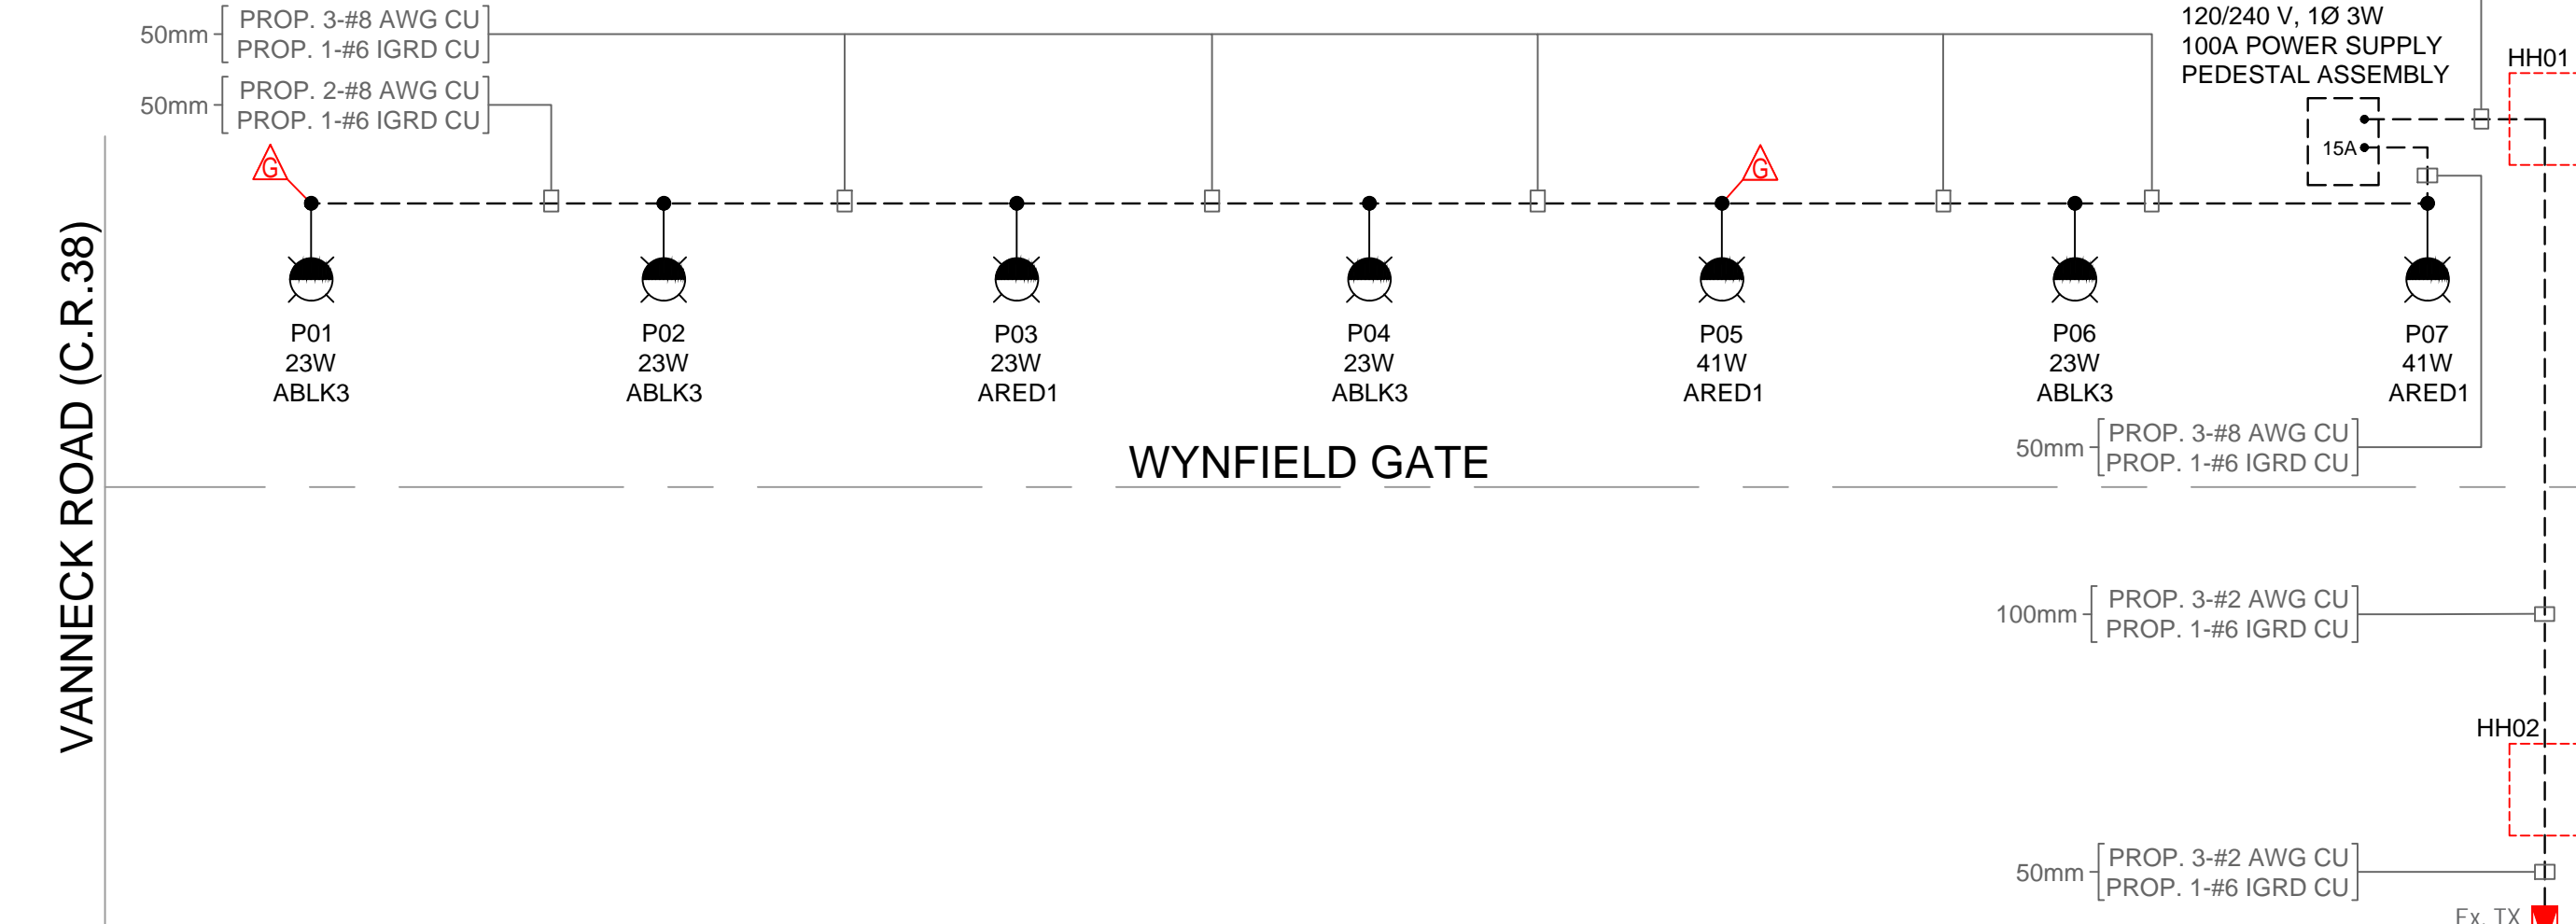 50mm
PROP. 3-#8 AWG CU
PROP. 1-#6 IGRD CU
50mm
PROP. 2-#8 AWG CU
PROP. 1-#6 IGRD CU
120/240 V, 1Ø 3W
100A POWER SUPPLY
PEDESTAL ASSEMBLY
HH01
15A
G
G
VANNECK ROAD (C.R.38)
P01
23W
ABLK3
P02
23W
ABLK3
P03
23W
ARED1
P04
23W
ABLK3
P05
41W
ARED1
P06
23W
ABLK3
P07
41W
ARED1
WYNFIELD GATE
50mm
PROP. 3-#8 AWG CU
PROP. 1-#6 IGRD CU
100mm
PROP. 3-#2 AWG CU
PROP. 1-#6 IGRD CU
HH02
50mm
PROP. 3-#2 AWG CU
PROP. 1-#6 IGRD CU
Ex. TX